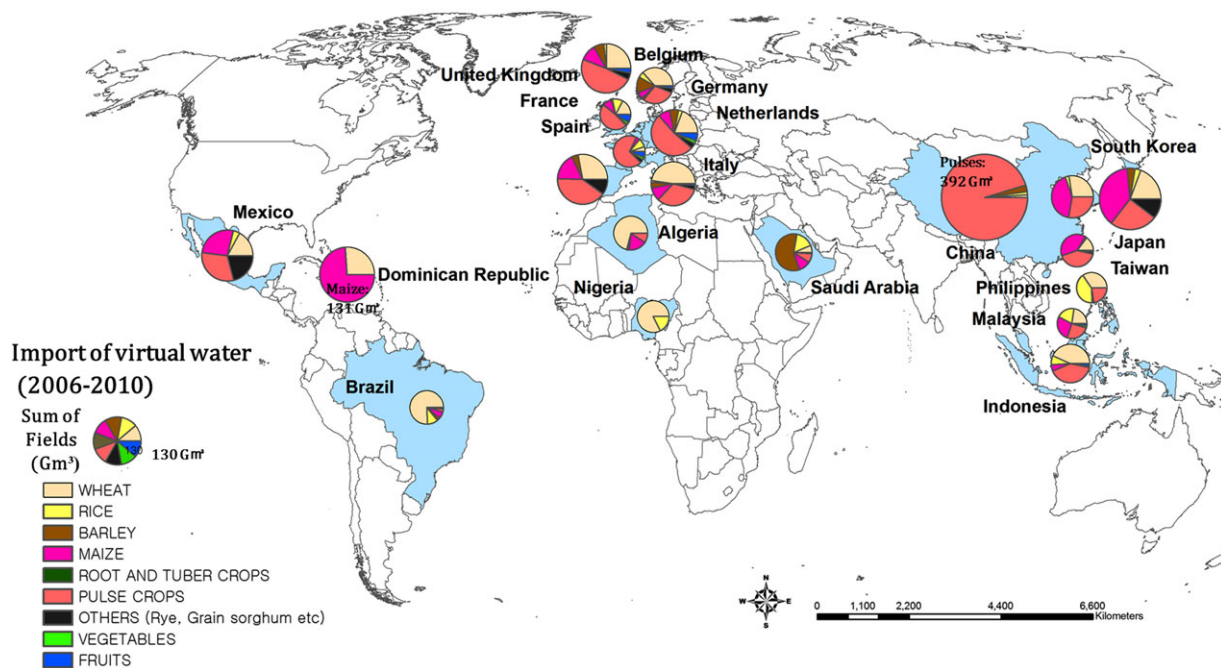 Belgium
United Kingdom
Germany
France
Netherlands
Spain
South Korea
Pulses:
392 Gm³
Italy
Mexico
Algeria
China
Japan
Dominican Republic
Taiwan
Maize:
131 Gm³
Nigeria
Saudi Arabia
Philippines
Malaysia
Import of virtual water
(2006-2010)
Brazil
Indonesia
Sum of
Fields
(Gm³)
130
130 Gm³
WHEAT
RICE
BARLEY
MAIZE
ROOT AND TUBER CROPS
PULSE CROPS
OTHERS (Rye, Grain sorghum etc)
VEGETABLES
FRUITS
N
W E
S
0 1,100 2,200 4,400 6,600
Kilometers